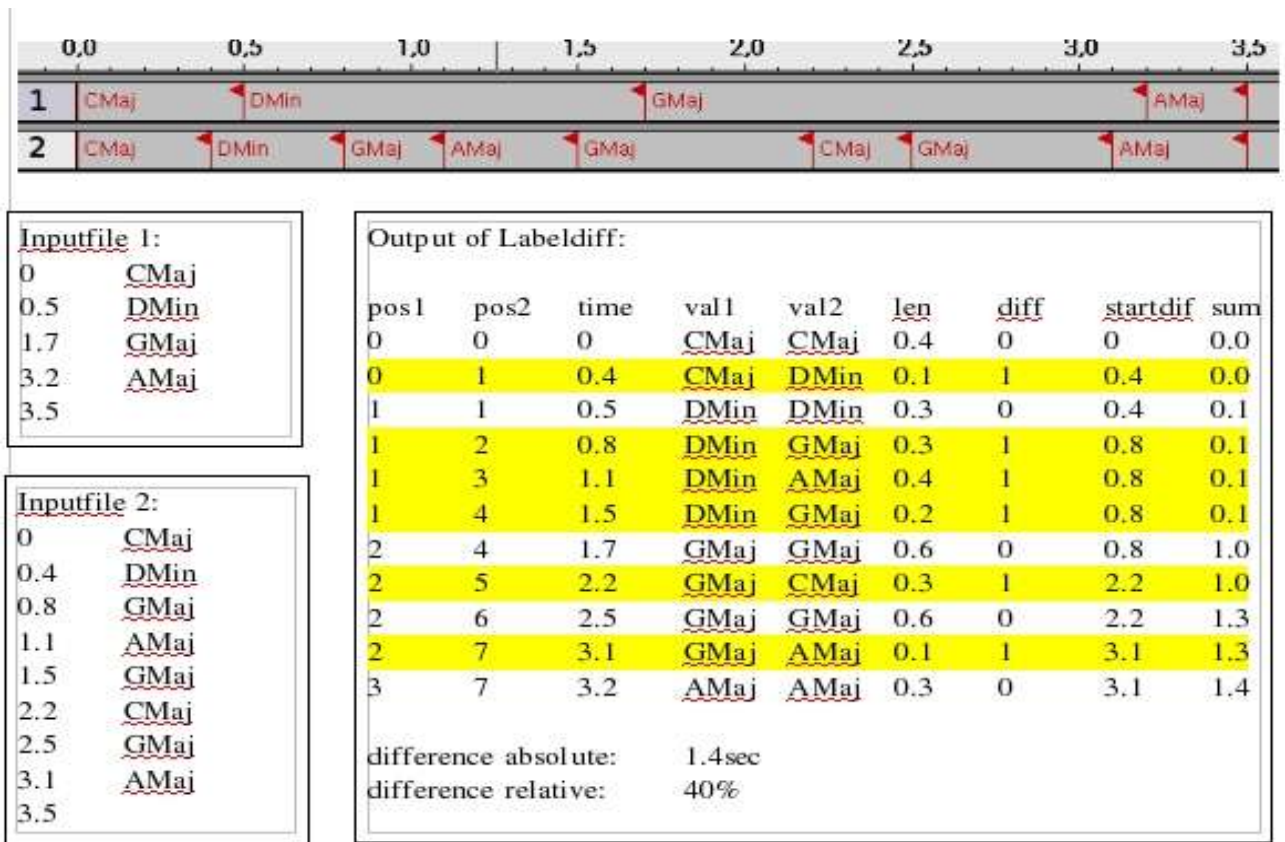 0,0 0,5 1,0 1,5 2,0 2,5 3,0 3,5
1 CMaj DMin GMaj AMaj
2 CMaj DMin GMaj AMaj GMaj CMaj GMaj AMaj
Inputfile 1:
0 CMaj
0.5 DMin
1.7 GMaj
3.2 AMaj
3.5
Inputfile 2:
0 CMaj
0.4 DMin
0.8 GMaj
1.1 AMaj
1.5 GMaj
2.2 CMaj
2.5 GMaj
3.1 AMaj
3.5
Output of Labeldiff:
pos1 pos2 time val1 val2 len diff startdif sum
0 0 0 CMaj CMaj 0.4 0 0 0.0
0 1 0.4 CMaj DMin 0.1 1 0.4 0.0
1 1 0.5 DMin DMin 0.3 0 0.4 0.1
1 2 0.8 DMin GMaj 0.3 1 0.8 0.1
1 3 1.1 DMin AMaj 0.4 1 0.8 0.1
1 4 1.5 DMin GMaj 0.2 1 0.8 0.1
2 4 1.7 GMaj GMaj 0.6 0 0.8 1.0
2 5 2.2 GMaj CMaj 0.3 1 2.2 1.0
2 6 2.5 GMaj GMaj 0.6 0 2.2 1.3
2 7 3.1 GMaj AMaj 0.1 1 3.1 1.3
3 7 3.2 AMaj AMaj 0.3 0 3.1 1.4
difference absolute: 1.4sec
difference relative: 40%